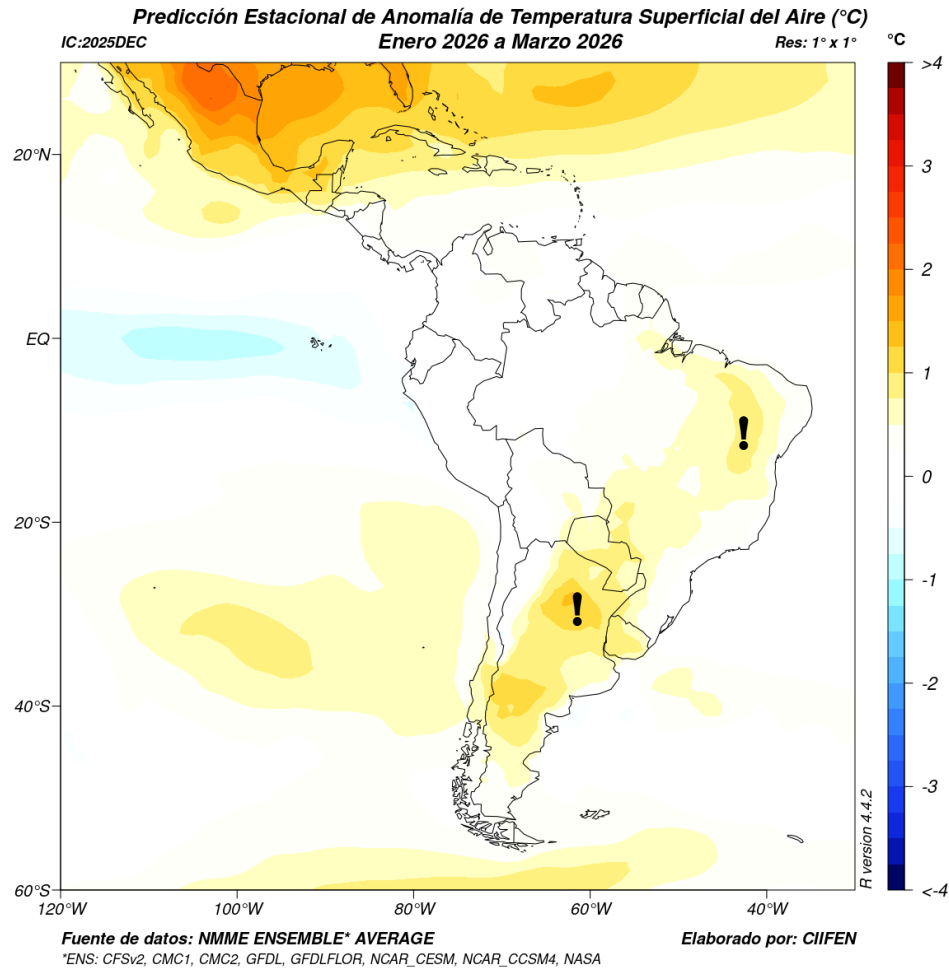 Predicción Estacional de Anomalía de Temperatura Superficial del Aire (°C)
IC:2025DEC
Enero 2026 a Marzo 2026
Res: 1° x 1°
°C
>4
3
2
1
0
-1
-2
-3
<-4
20°N
EQ
20°S
40°S
60°S
!
!
120°W
100°W
80°W
60°W
40°W
R version 4.4.2
Fuente de datos: NMME ENSEMBLE* AVERAGE
Elaborado por: CIIFEN
*ENS: CFSv2, CMC1, CMC2, GFDL, GFDLFLOR, NCAR_CESM, NCAR_CCSM4, NASA